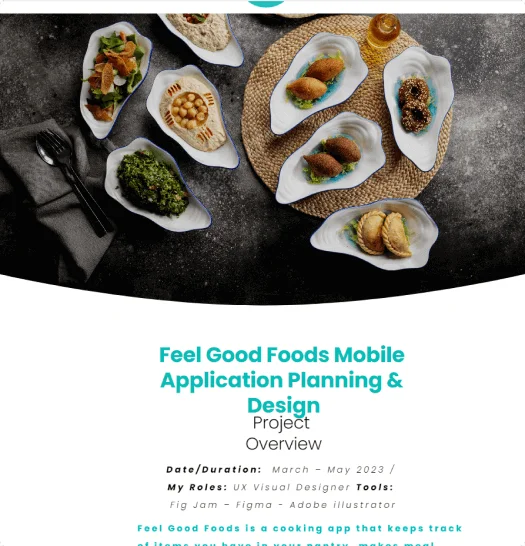 Feel Good Foods Mobile
Application Planning &
Design
Project
Overview
Date/Duration: March – May 2023 /
My Roles: UX Visual Designer Tools:
Fig Jam – Figma - Adobe illustrator
Feel Good Foods is a cooking app that keeps track
of items you have in your pantry, makes meal